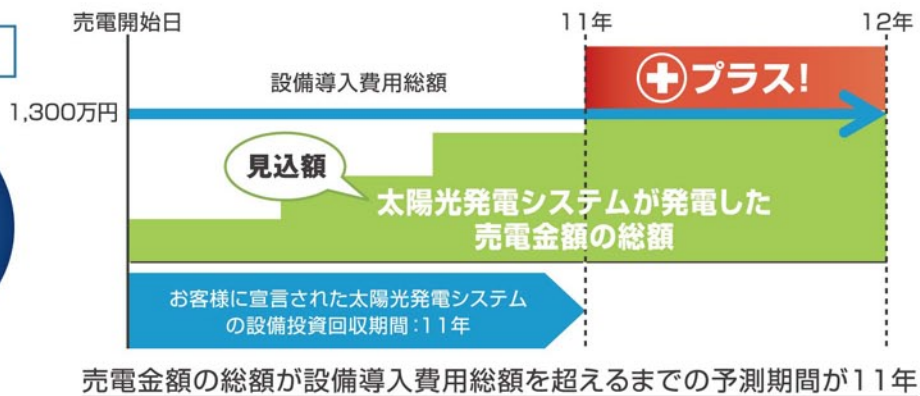 売電開始日
11年
12年
設備導入費用総額
プラス!
1,300万円
見込額
太陽光発電システムが発電した
売電金額の総額
お客様に宣言された太陽光発電システム
の設備投資回収期間:11年
売電金額の総額が設備導入費用総額を超えるまでの予測期間が11年